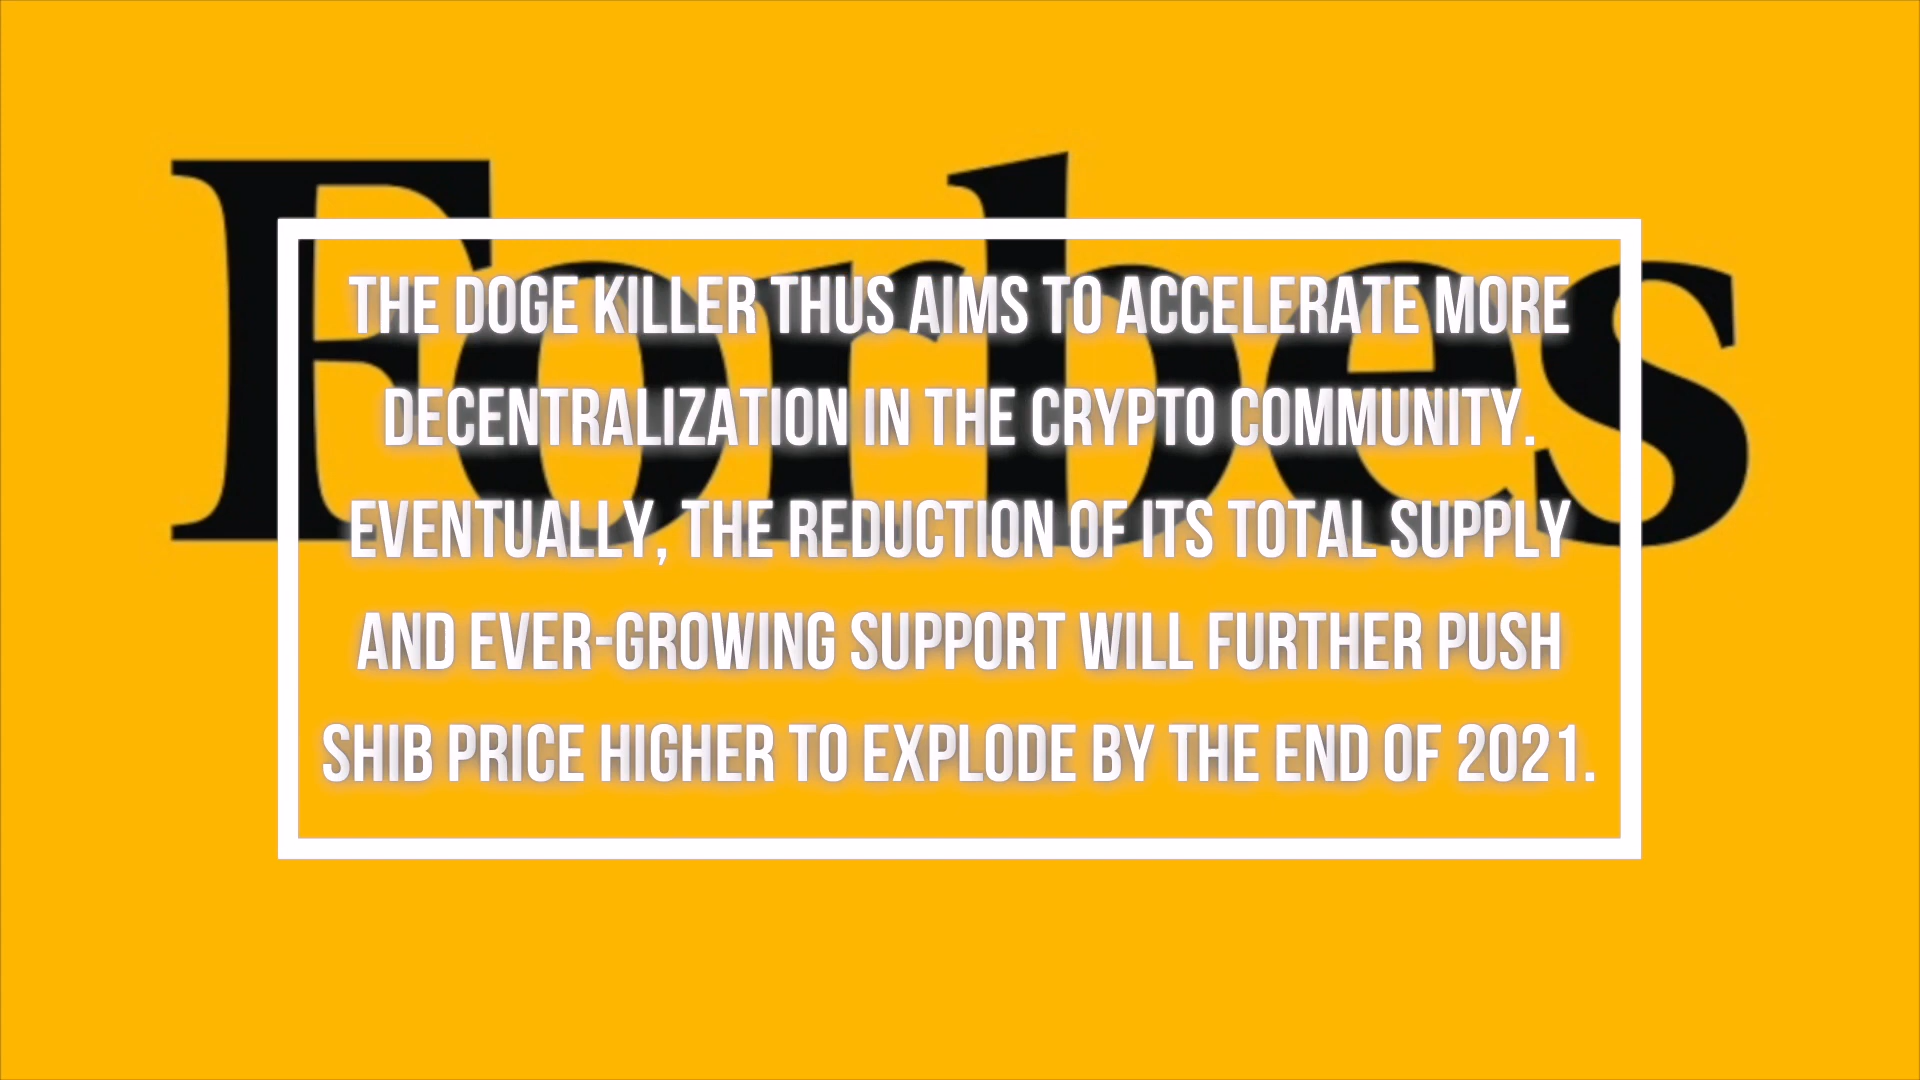 Forbes
THE DOGE KILLER THUS AIMS TO ACCELERATE MORE
DECENTRALIZATION IN THE CRYPTO COMMUNITY.
EVENTUALLY, THE REDUCTION OF ITS TOTAL SUPPLY
AND EVER-GROWING SUPPORT WILL FURTHER PUSH
SHIB PRICE HIGHER TO EXPLODE BY THE END OF 2021.